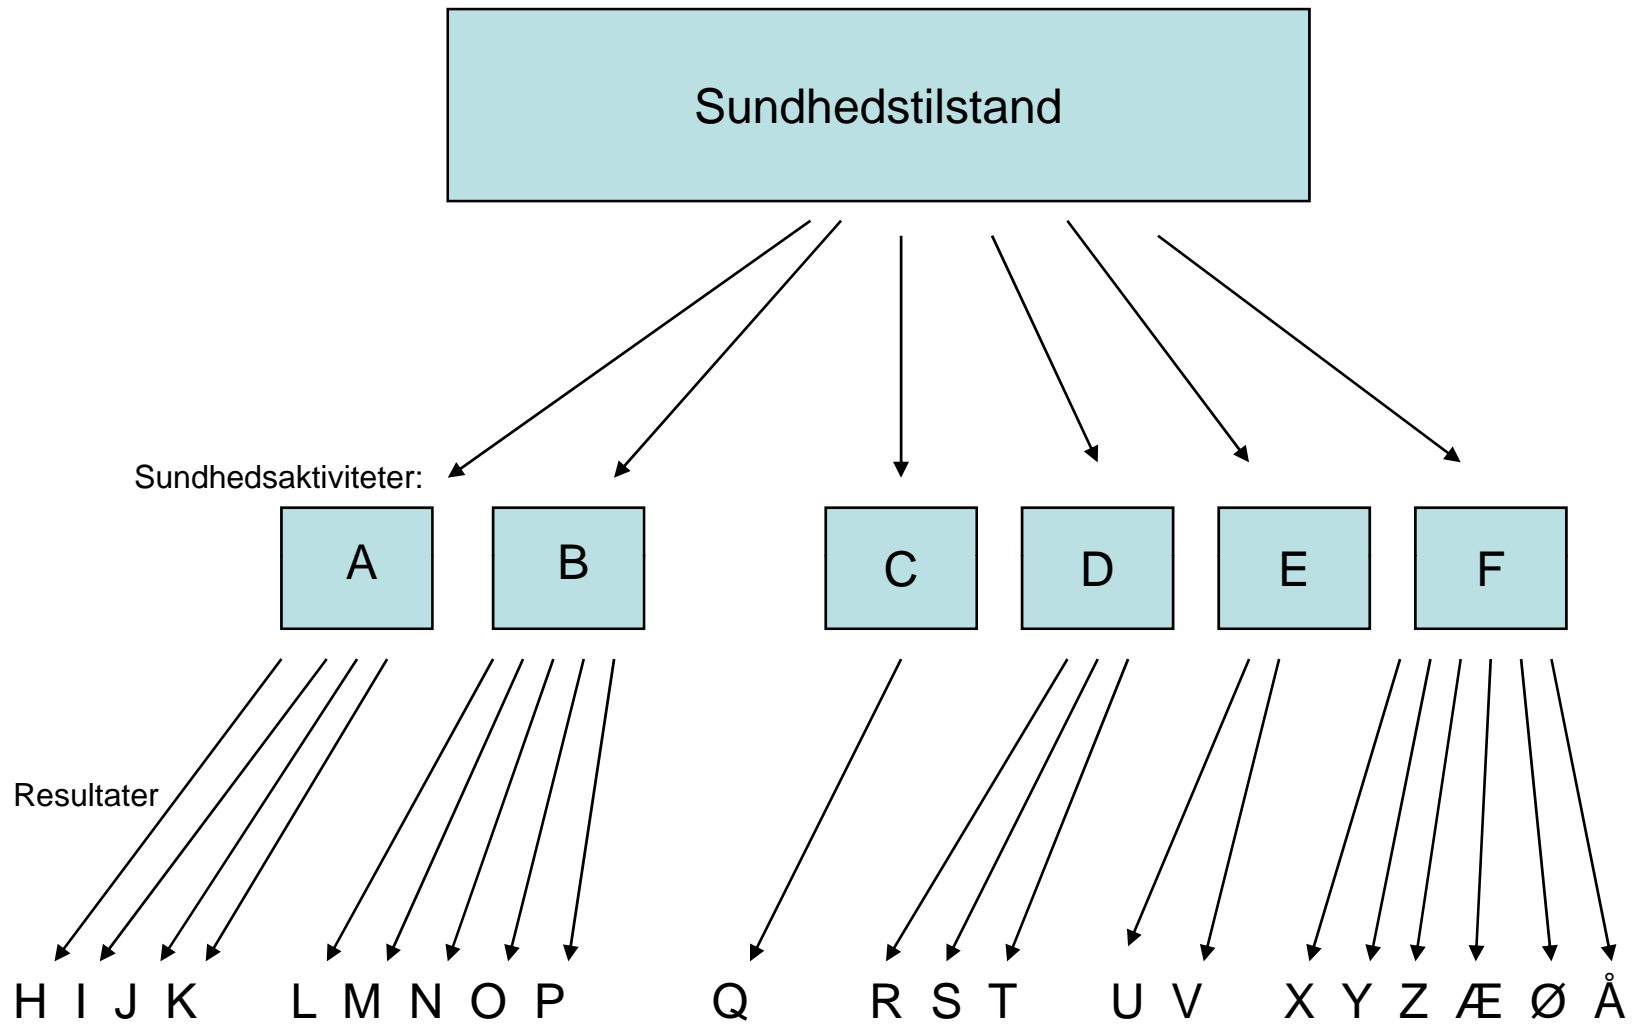 Sundhedstilstand
Sundhedsaktiviteter:
A B C D E F
Resultater
H I J K L M N O P Q R S T U V X Y Z Æ Ø Å